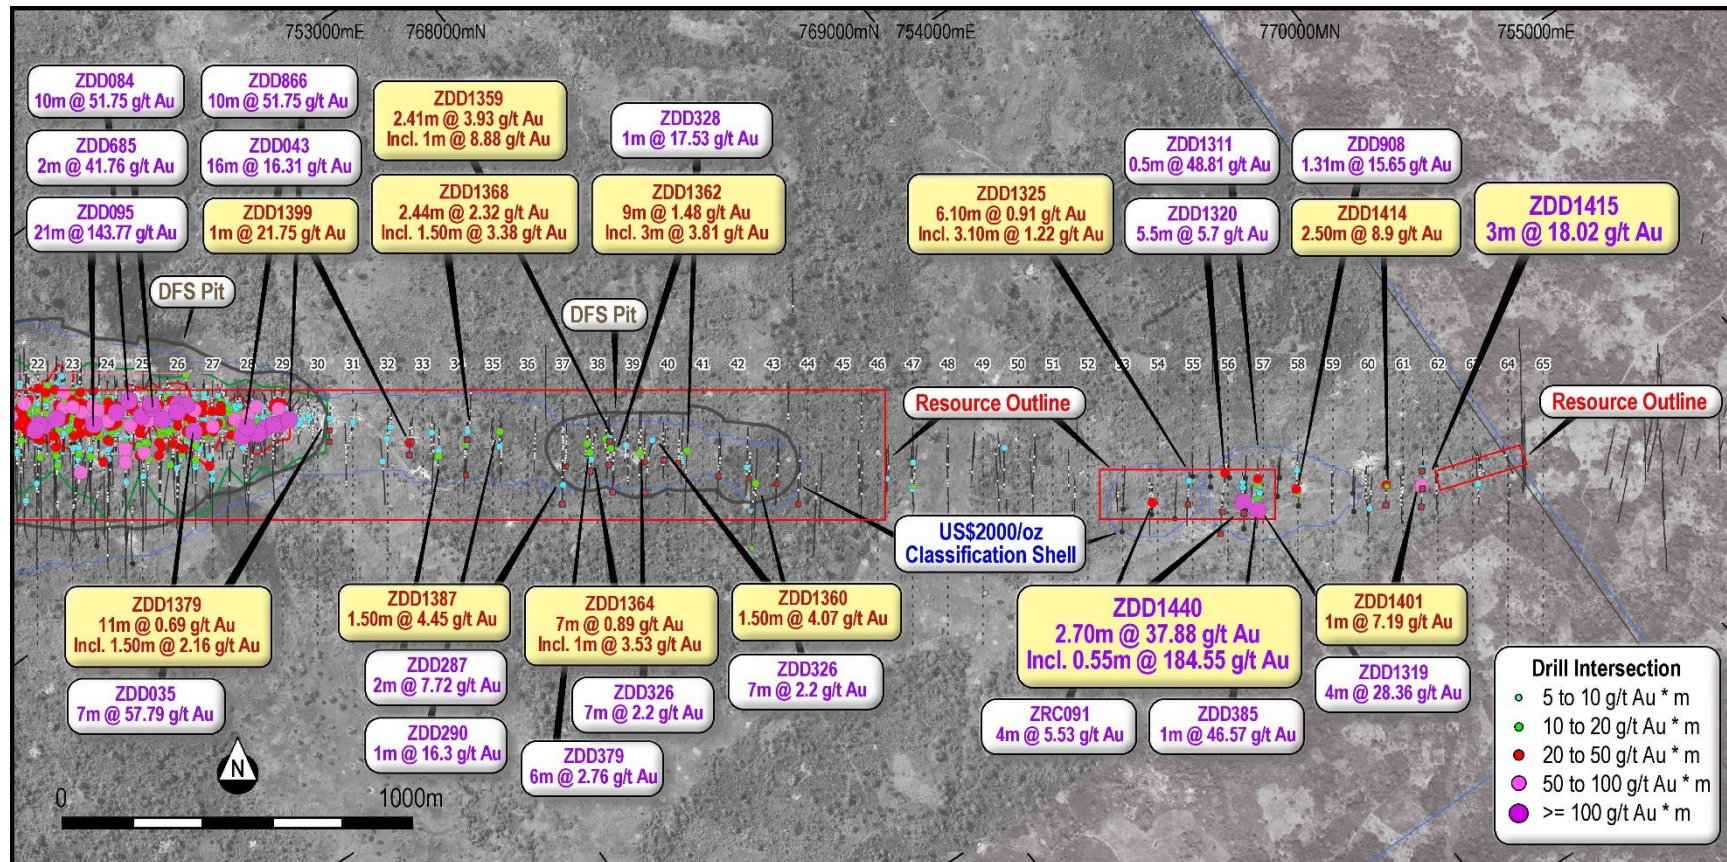 753000mE
768000mN
769000mN
754000mE
770000MN
755000mE
ZDD084
10m @ 51.75 g/t Au
ZDD866
10m @ 51.75 g/t Au
ZDD1359
2.41m @ 3.93 g/t Au
Incl. 1m @ 8.88 g/t Au
ZDD328
1m @ 17.53 g/t Au
ZDD1311
0.5m @ 48.81 g/t Au
ZDD908
1.31m @ 15.65 g/t Au
ZDD685
2m @ 41.76 g/t Au
ZDD043
16m @ 16.31 g/t Au
ZDD1368
2.44m @ 2.32 g/t Au
Incl. 1.50m @ 3.38 g/t Au
ZDD1362
9m @ 1.48 g/t Au
Incl. 3m @ 3.81 g/t Au
ZDD1325
6.10m @ 0.91 g/t Au
Incl. 3.10m @ 1.22 g/t Au
ZDD1320
5.5m @ 5.7 g/t Au
ZDD1414
2.50m @ 8.9 g/t Au
ZDD1415
3m @ 18.02 g/t Au
ZDD095
21m @ 143.77 g/t Au
ZDD1399
1m @ 21.75 g/t Au
DFS Pit
DFS Pit
22 23 24 25 26 27 28 29 30 31 32 33 34 35 36 37 38 39 40 41 42 43 44 45 46 47 48 49 50 51 52 53 54 55 56 57 58 59 60 61 62 63 64 65
Resource Outline
Resource Outline
US$2000/oz
Classification Shell
ZDD1379
11m @ 0.69 g/t Au
Incl. 1.50m @ 2.16 g/t Au
ZDD1387
1.50m @ 4.45 g/t Au
ZDD1364
7m @ 0.89 g/t Au
Incl. 1m @ 3.53 g/t Au
ZDD1360
1.50m @ 4.07 g/t Au
ZDD1440
2.70m @ 37.88 g/t Au
Incl. 0.55m @ 184.55 g/t Au
ZDD1401
1m @ 7.19 g/t Au
ZDD035
7m @ 57.79 g/t Au
ZDD287
2m @ 7.72 g/t Au
ZDD326
7m @ 2.2 g/t Au
ZDD326
7m @ 2.2 g/t Au
ZDD1319
4m @ 28.36 g/t Au
ZDD290
1m @ 16.3 g/t Au
ZDD379
6m @ 2.76 g/t Au
ZRC091
4m @ 5.53 g/t Au
ZDD385
1m @ 46.57 g/t Au
N
0
1000m
Drill Intersection
5 to 10 g/t Au * m
10 to 20 g/t Au * m
20 to 50 g/t Au * m
50 to 100 g/t Au * m
>= 100 g/t Au * m